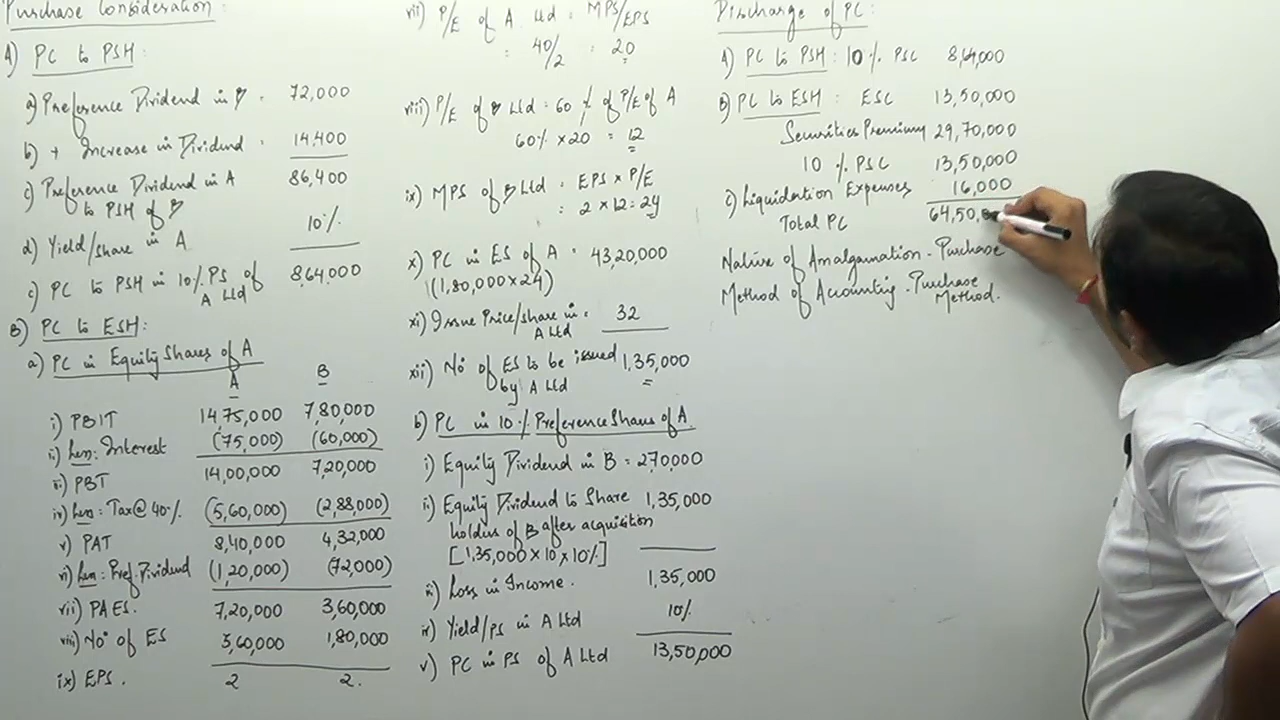 Purchase Consideration:
A) PC to PSH:
a) Preference Dividend in B = 72,000
b) + Increase in Dividend = 14,400
c) Preference Dividend in A 86,400
to PSH of B
d) Yield/share in A 10%
PC to PSH in 10% PS of 8,64,000
A Ltd
B) PC to ESH:
a) PC in Equity Shares of A
A B
i) PBIT 14,75,000 7,80,000
ii) Less: Interest (75,000) (60,000)
PBT 14,00,000 7,20,000
iv) Less: Tax@ 40% (5,60,000) (2,88,000)
v) PAT 8,40,000 4,32,000
vi) Less: Pref. Dividend (1,20,000) (72,000)
vii) PAES. 7,20,000 3,60,000
viii) No of ES 3,60,000 1,80,000
ix) EPS. 2 2.
vii) P/E of A Ltd = MPS/EPS
= 40/2 = 20
viii) P/E of B Ltd = 60 % of P/E of A
60% × 20 = 12
ix) MPS of B Ltd = EPS × P/E
= 2 × 12 = 24
x) PC in ES of A = 43,20,000
(1,80,000 × 24)
xi) Issue Price/share in = 32
A Ltd
xii) No of ES to be issued 1,35,000
by A Ltd
b) PC in 10% Preference Shares of A.
i) Equity Dividend in B = 270,000
ii) Equity Dividend to Share 1,35,000
holders of B after acquisition
[1,35,000 × 10 × 10%]
Loss in Income. 1,35,000
iv) Yield/ps in A Ltd 10%
v) PC in PS of A Ltd 13,50,000
Discharge of PC:
A) PC to PSH: 10% PSC 8,64,000
B) PC to ESH: ESC 13,50,000
Securities Premium 29,70,000
10 % PSC 13,50,000
c) Liquidation Expenses 16,000
Total PC 64,50,
Nature of Amalgamation - Purchase
Method of Accounting - Purchase
Method.